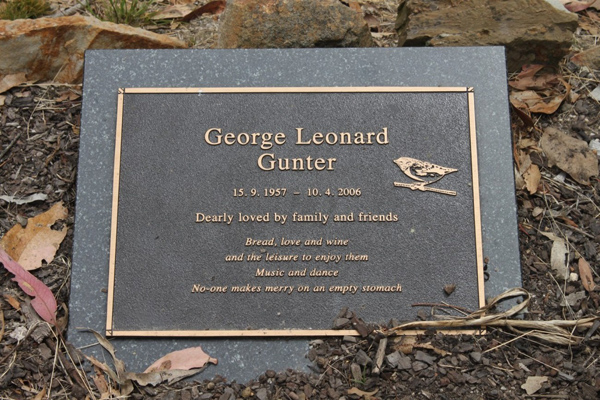 George Leonard
Gunter
15. 9. 1957 – 10. 4. 2006
Dearly loved by family and friends
Bread, love and wine
and the leisure to enjoy them
Music and dance
No-one makes merry on an empty stomach